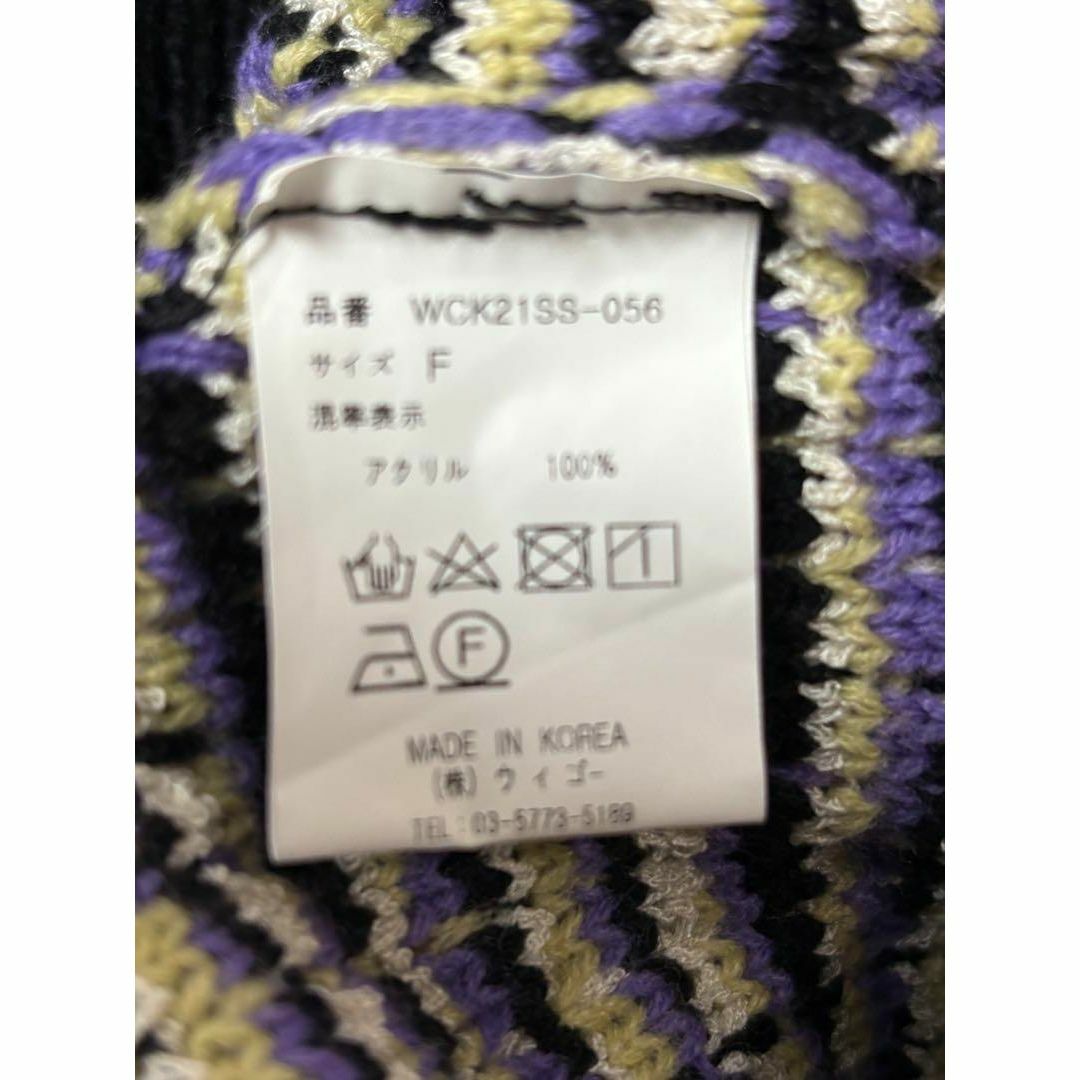 品番 WCK21SS-056
サイズ F
混率表示
アクリル 100%
F
MADE IN KOREA
(株)ウィゴー
TEL:03-5773-5189